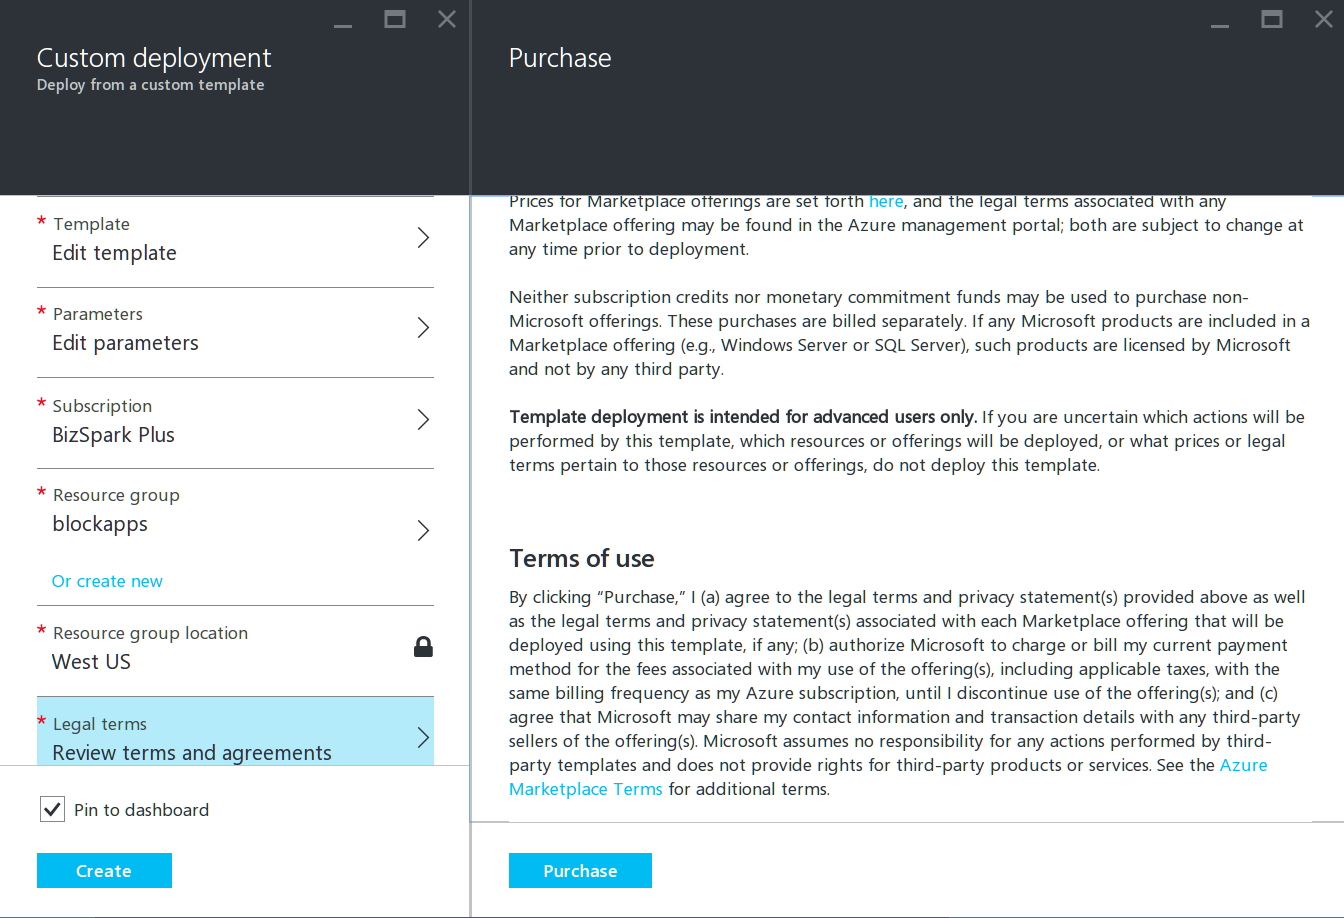 Custom deployment
Deploy from a custom template
* Template
Edit template
* Parameters
Edit parameters
* Subscription
BizSpark Plus
* Resource group
blockapps
Or create new
* Resource group location
West US
* Legal terms
Review terms and agreements
Pin to dashboard
Create
Purchase
Prices for Marketplace offerings are set forth here, and the legal terms associated with any
Marketplace offering may be found in the Azure management portal; both are subject to change at
any time prior to deployment.
Neither subscription credits nor monetary commitment funds may be used to purchase non-
Microsoft offerings. These purchases are billed separately. If any Microsoft products are included in a
Marketplace offering (e.g., Windows Server or SQL Server), such products are licensed by Microsoft
and not by any third party.
Template deployment is intended for advanced users only. If you are uncertain which actions will be
performed by this template, which resources or offerings will be deployed, or what prices or legal
terms pertain to those resources or offerings, do not deploy this template.
Terms of use
By clicking “Purchase,” I (a) agree to the legal terms and privacy statement(s) provided above as well
as the legal terms and privacy statement(s) associated with each Marketplace offering that will be
deployed using this template, if any; (b) authorize Microsoft to charge or bill my current payment
method for the fees associated with my use of the offering(s), including applicable taxes, with the
same billing frequency as my Azure subscription, until I discontinue use of the offering(s); and (c)
agree that Microsoft may share my contact information and transaction details with any third-party
sellers of the offering(s). Microsoft assumes no responsibility for any actions performed by third-
party templates and does not provide rights for third-party products or services. See the Azure
Marketplace Terms for additional terms.
Purchase